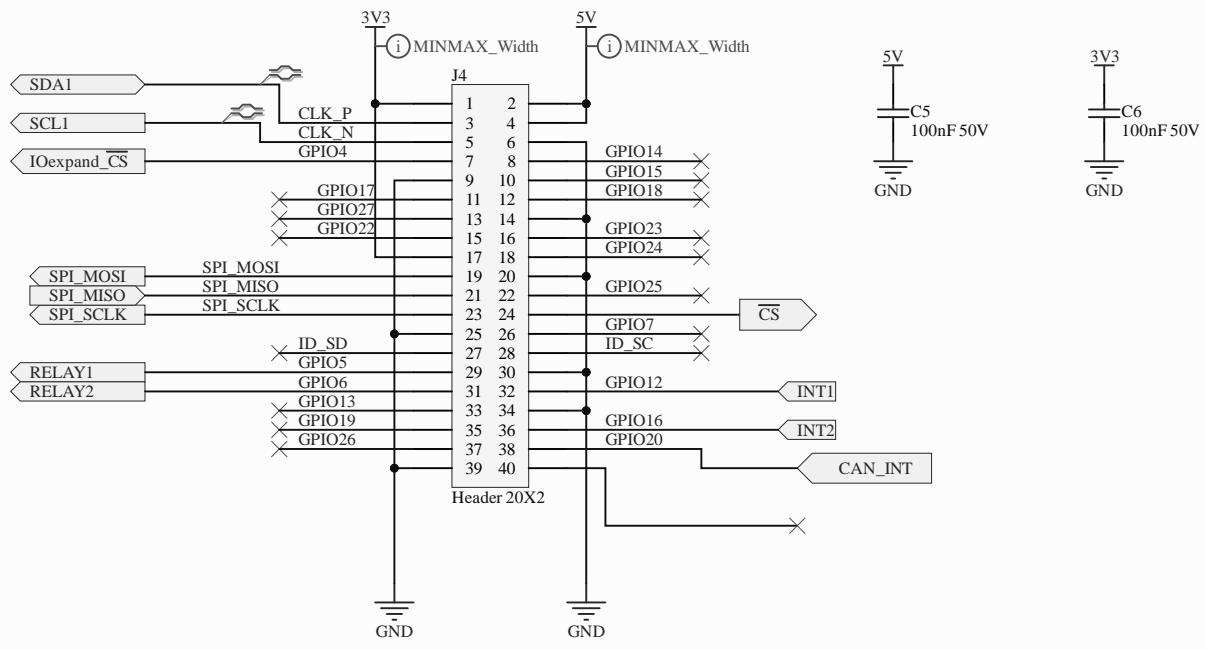 3V3
5V
i MINMAX_Width
i MINMAX_Width
5V
3V3
J4
SDA1
SCL1
IOexpand_C̅S̅
CLK_P
CLK_N
GPIO4
1 2
3 4
5 6
7 8
9 10
11 12
13 14
15 16
17 18
19 20
21 22
23 24
25 26
27 28
29 30
31 32
33 34
35 36
37 38
39 40
GPIO14
GPIO15
GPIO18
GPIO17
GPIO27
GPIO22
GPIO23
GPIO24
SPI_MOSI
SPI_MISO
SPI_SCLK
SPI_MOSI
SPI_MISO
SPI_SCLK
GPIO25
C̅S̅
GPIO7
ID_SC
ID_SD
GPIO5
GPIO6
RELAY1
RELAY2
GPIO12
INT1
GPIO13
GPIO19
GPIO26
GPIO16
GPIO20
INT2
CAN_INT
Header 20X2
GND
GND
C5
100nF 50V
GND
C6
100nF 50V
GND